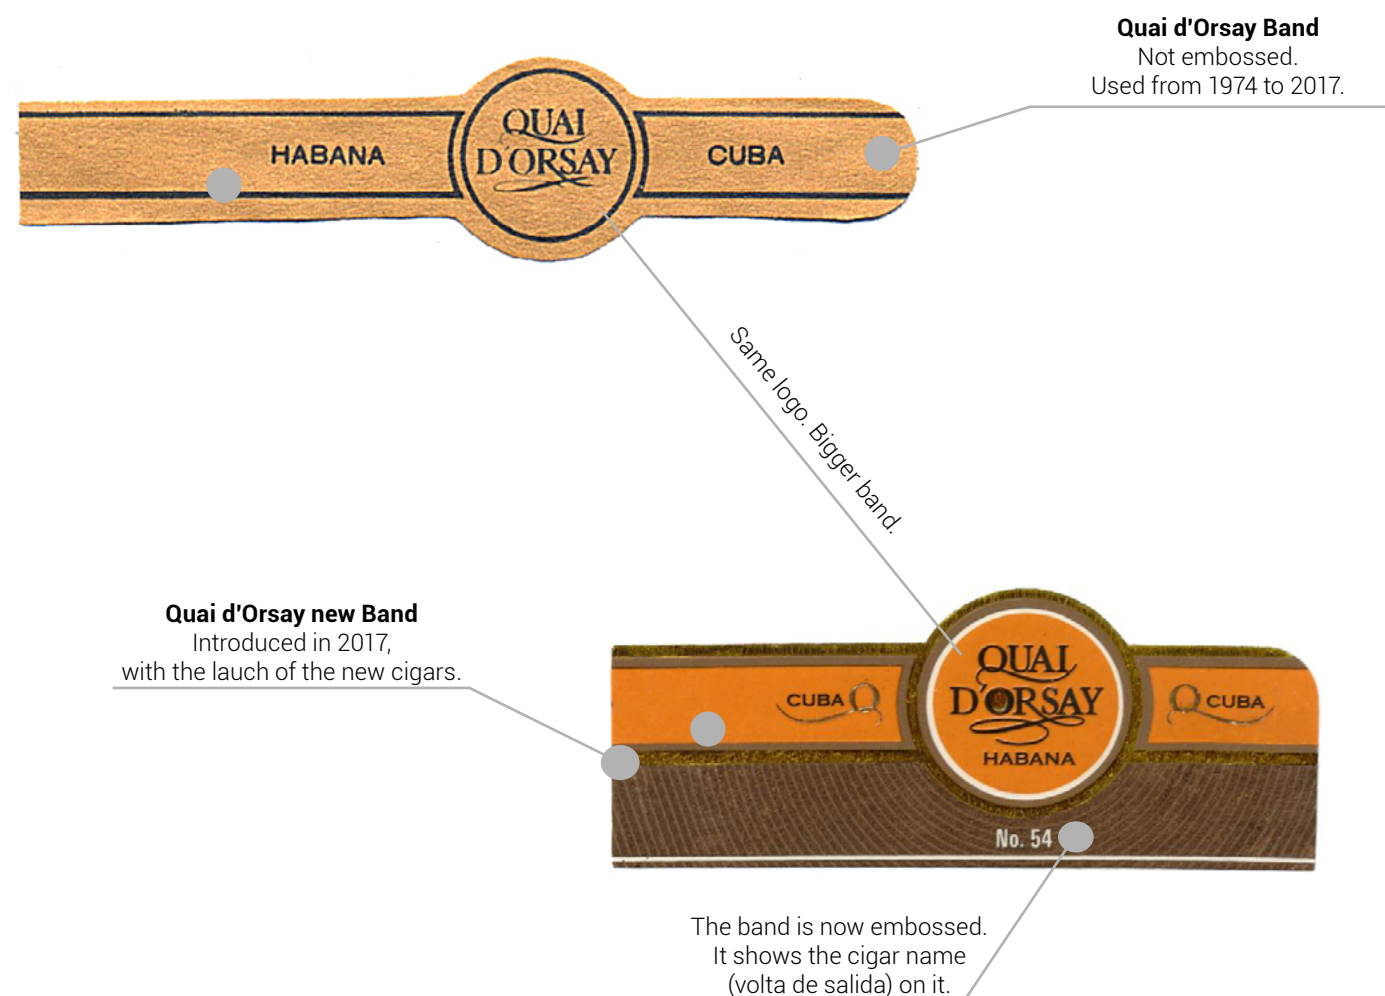 Quai d'Orsay Band
Not embossed.
Used from 1974 to 2017.
QUAI
D'ORSAY
HABANA
CUBA
Same logo. Bigger band.
Quai d'Orsay new Band
Introduced in 2017,
with the lauch of the new cigars.
QUAI
D'ORSAY
HABANA
CUBA Q
Q CUBA
No. 54
The band is now embossed.
It shows the cigar name
(volta de salida) on it.